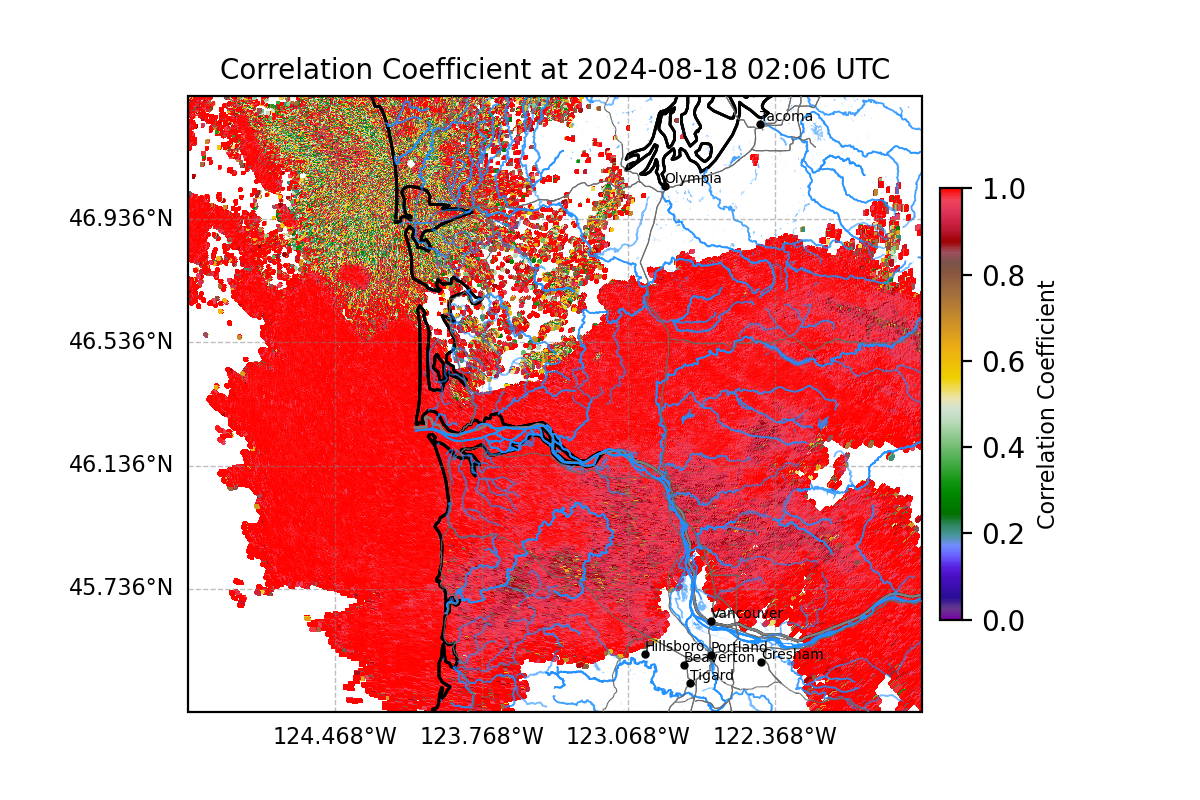 Correlation Coefficient at 2024-08-18 02:06 UTC
Tacoma
Olympia
46.936°N
46.536°N
46.136°N
45.736°N
Vancouver
Hillsboro
Portland
Beaverton
Gresham
Tigard
124.468°W
123.768°W
123.068°W
122.368°W
1.0
0.8
0.6
0.4
0.2
0.0
Correlation Coefficient